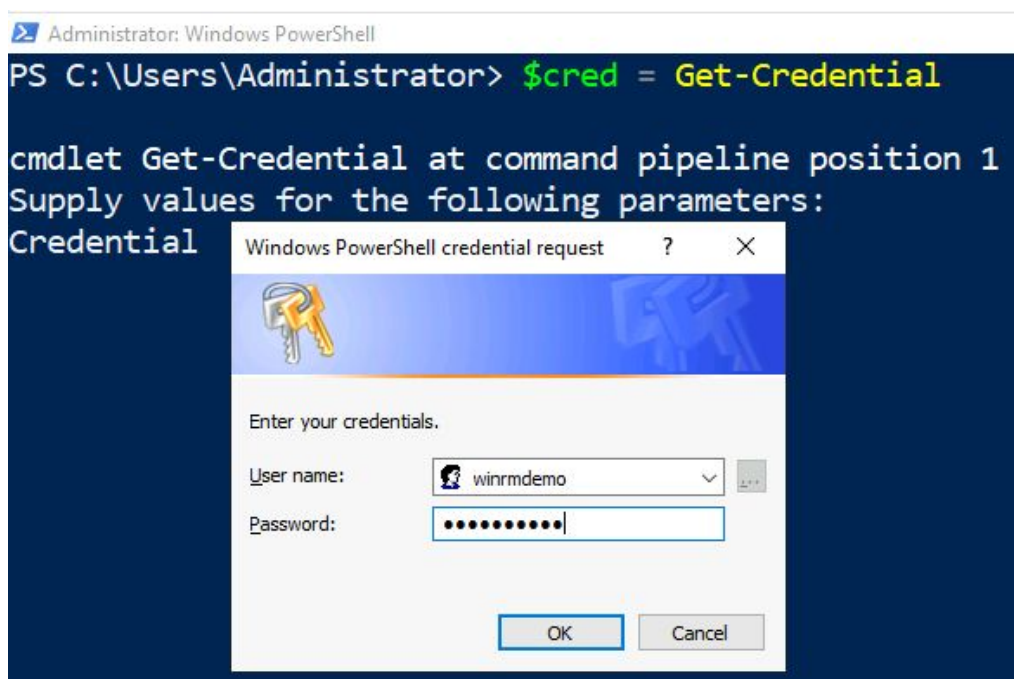 Administrator: Windows PowerShell
PS C:\Users\Administrator> $cred = Get-Credential
cmdlet Get-Credential at command pipeline position 1
Supply values for the following parameters:
Credential
Windows PowerShell credential request ? X
Enter your credentials.
User name: winrmdemo ...
Password: ••••••••••
OK Cancel